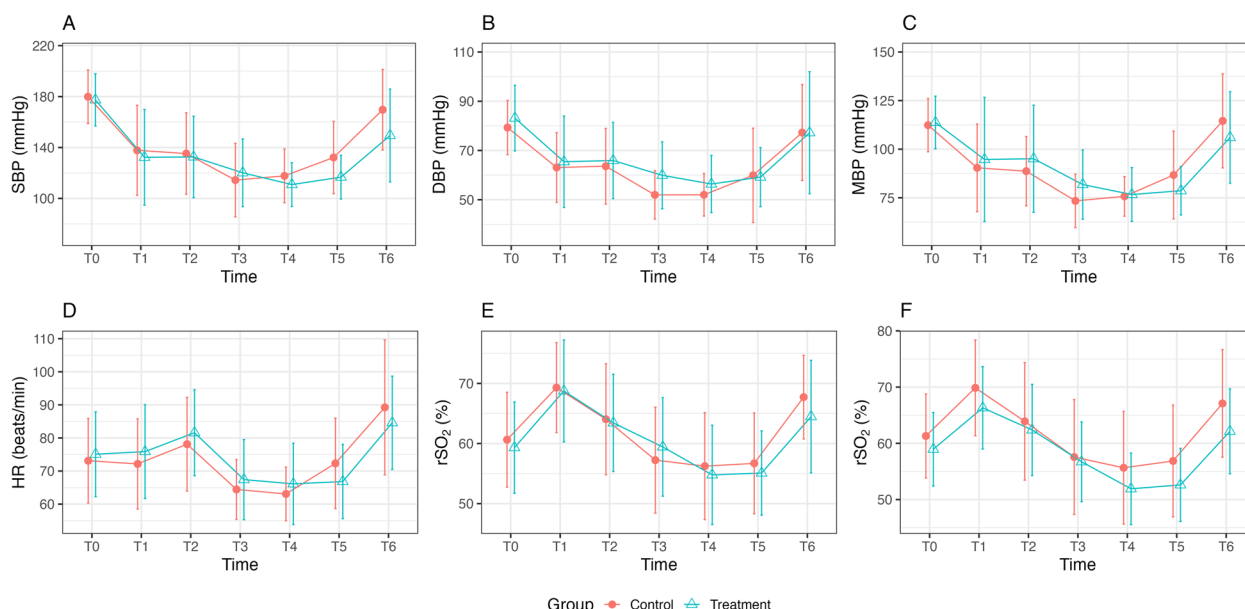 A
B
C
SBP (mmHg)
220
180
140
100
T0 T1 T2 T3 T4 T5 T6
Time
DBP (mmHg)
110
90
70
50
T0 T1 T2 T3 T4 T5 T6
Time
MBP (mmHg)
150
125
100
75
T0 T1 T2 T3 T4 T5 T6
Time
D
E
F
HR (beats/min)
110
100
90
80
70
60
T0 T1 T2 T3 T4 T5 T6
Time
rSO₂ (%)
70
60
50
T0 T1 T2 T3 T4 T5 T6
Time
rSO₂ (%)
80
70
60
50
T0 T1 T2 T3 T4 T5 T6
Time
Group Control Treatment